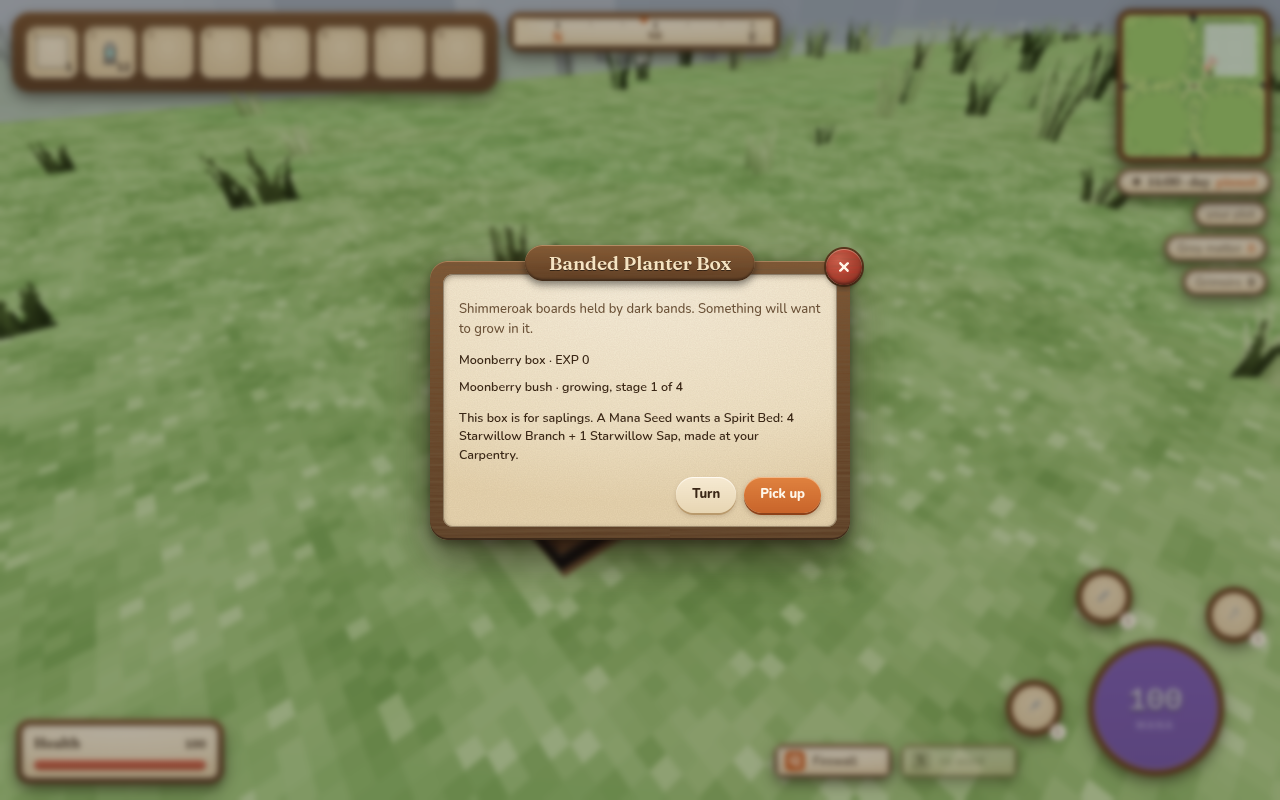 Banded Planter Box
Shimmeroak boards held by dark bands. Something will want
to grow in it.
Moonberry box · EXP 0
Moonberry bush · growing, stage 1 of 4
This box is for saplings. A Mana Seed wants a Spirit Bed: 4
Starwillow Branch + 1 Starwillow Sap, made at your
Carpentry.
Turn
Pick up
Health
100
100